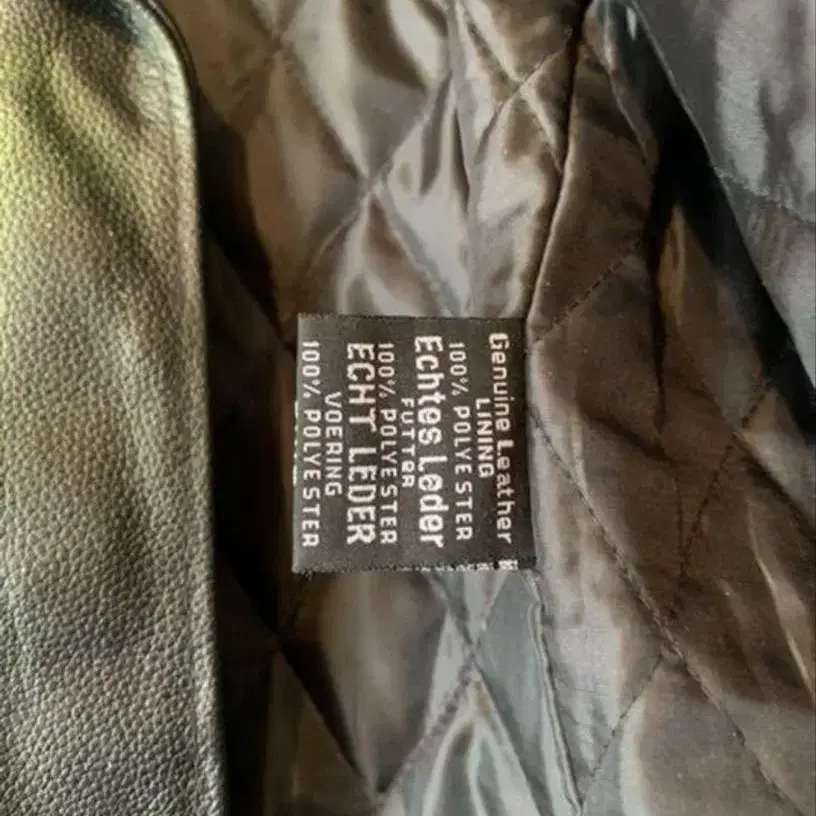 Genuine Leather
LINING
100% POLYESTER
Echtes Leder
FUTTER
100% POLYESTER
ECHT LEDER
VOERING
100% POLYESTER